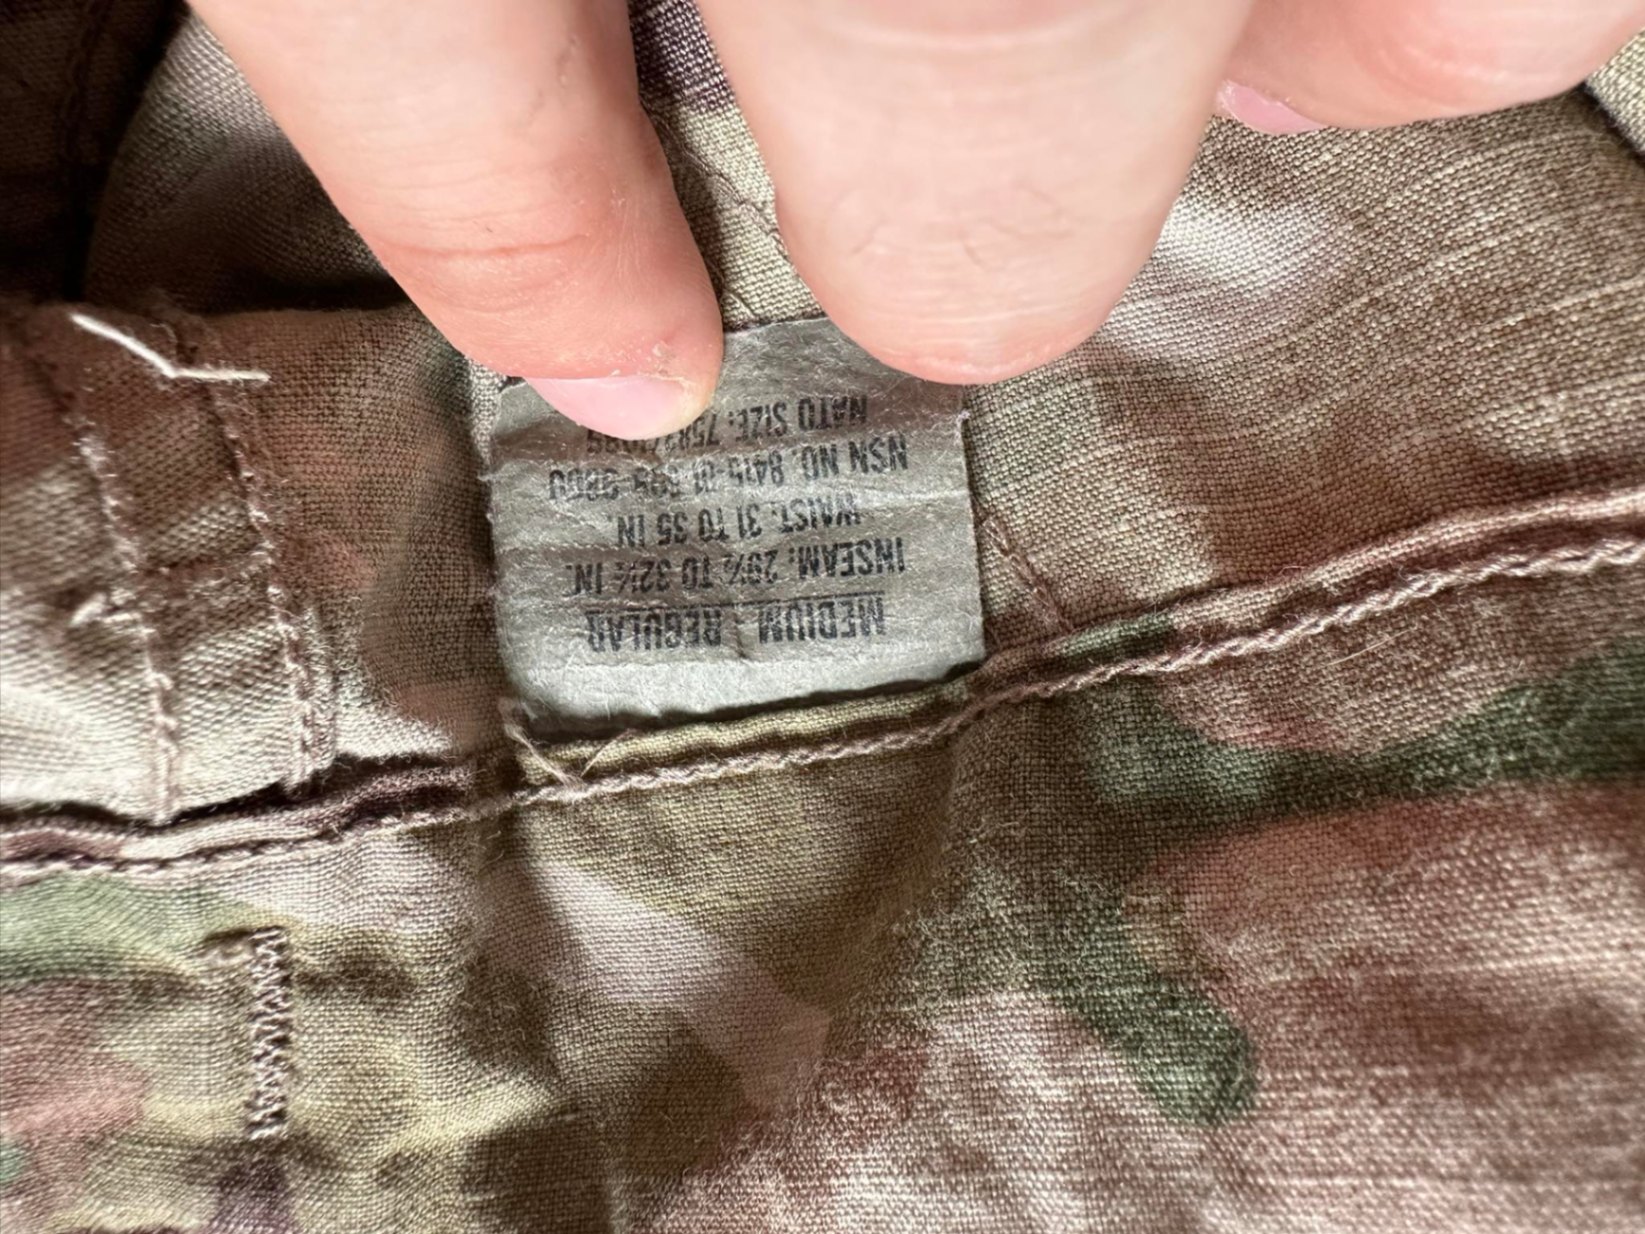 MEDIUM REGULAR
INSEAM. 29½ TO 32½ IN.
WAIST. 31 TO 35 IN.
NSN NO. 8415-01-
NATO SIZE.